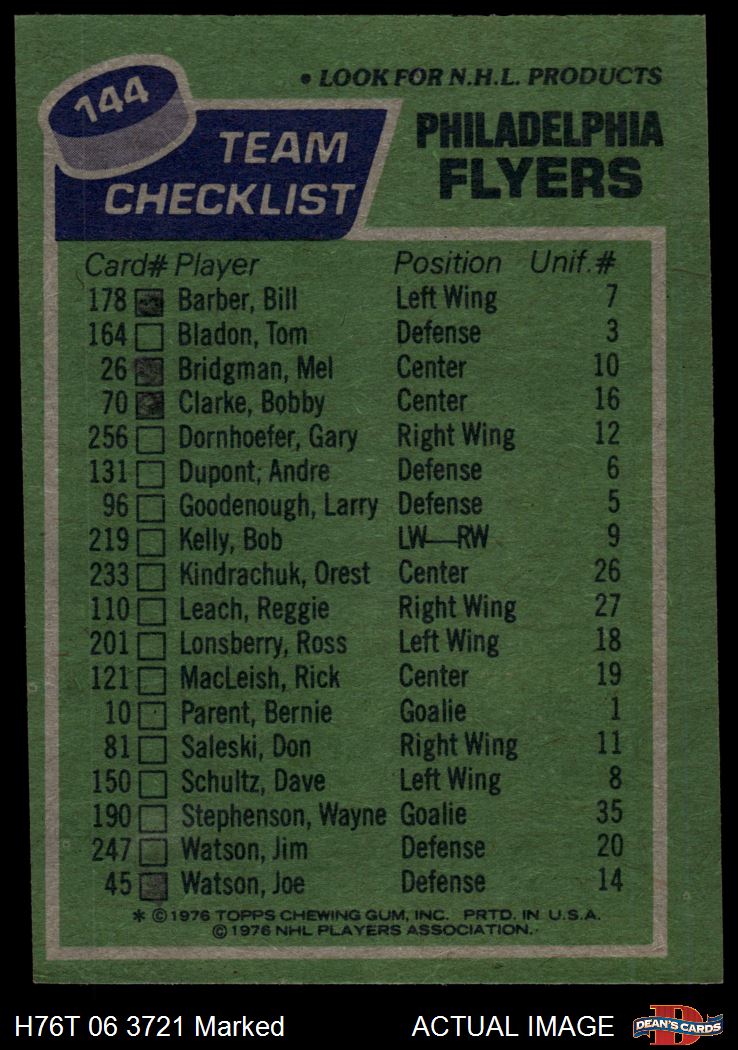 • LOOK FOR N.H.L. PRODUCTS
144
TEAM CHECKLIST
PHILADELPHIA FLYERS
Card# Player Position Unif.#
178 Barber, Bill Left Wing 7
164 Bladon, Tom Defense 3
26 Bridgman, Mel Center 10
70 Clarke, Bobby Center 16
256 Dornhoefer, Gary Right Wing 12
131 Dupont, Andre Defense 6
96 Goodenough, Larry Defense 5
219 Kelly, Bob LW—RW 9
233 Kindrachuk, Orest Center 26
110 Leach, Reggie Right Wing 27
201 Lonsberry, Ross Left Wing 18
121 MacLeish, Rick Center 19
10 Parent, Bernie Goalie 1
81 Saleski, Don Right Wing 11
150 Schultz, Dave Left Wing 8
190 Stephenson, Wayne Goalie 35
247 Watson, Jim Defense 20
45 Watson, Joe Defense 14
* © 1976 TOPPS CHEWING GUM, INC. PRTD. IN U.S.A.
© 1976 NHL PLAYERS ASSOCIATION.
H76T 06 3721 Marked ACTUAL IMAGE D DEAN'S CARDS